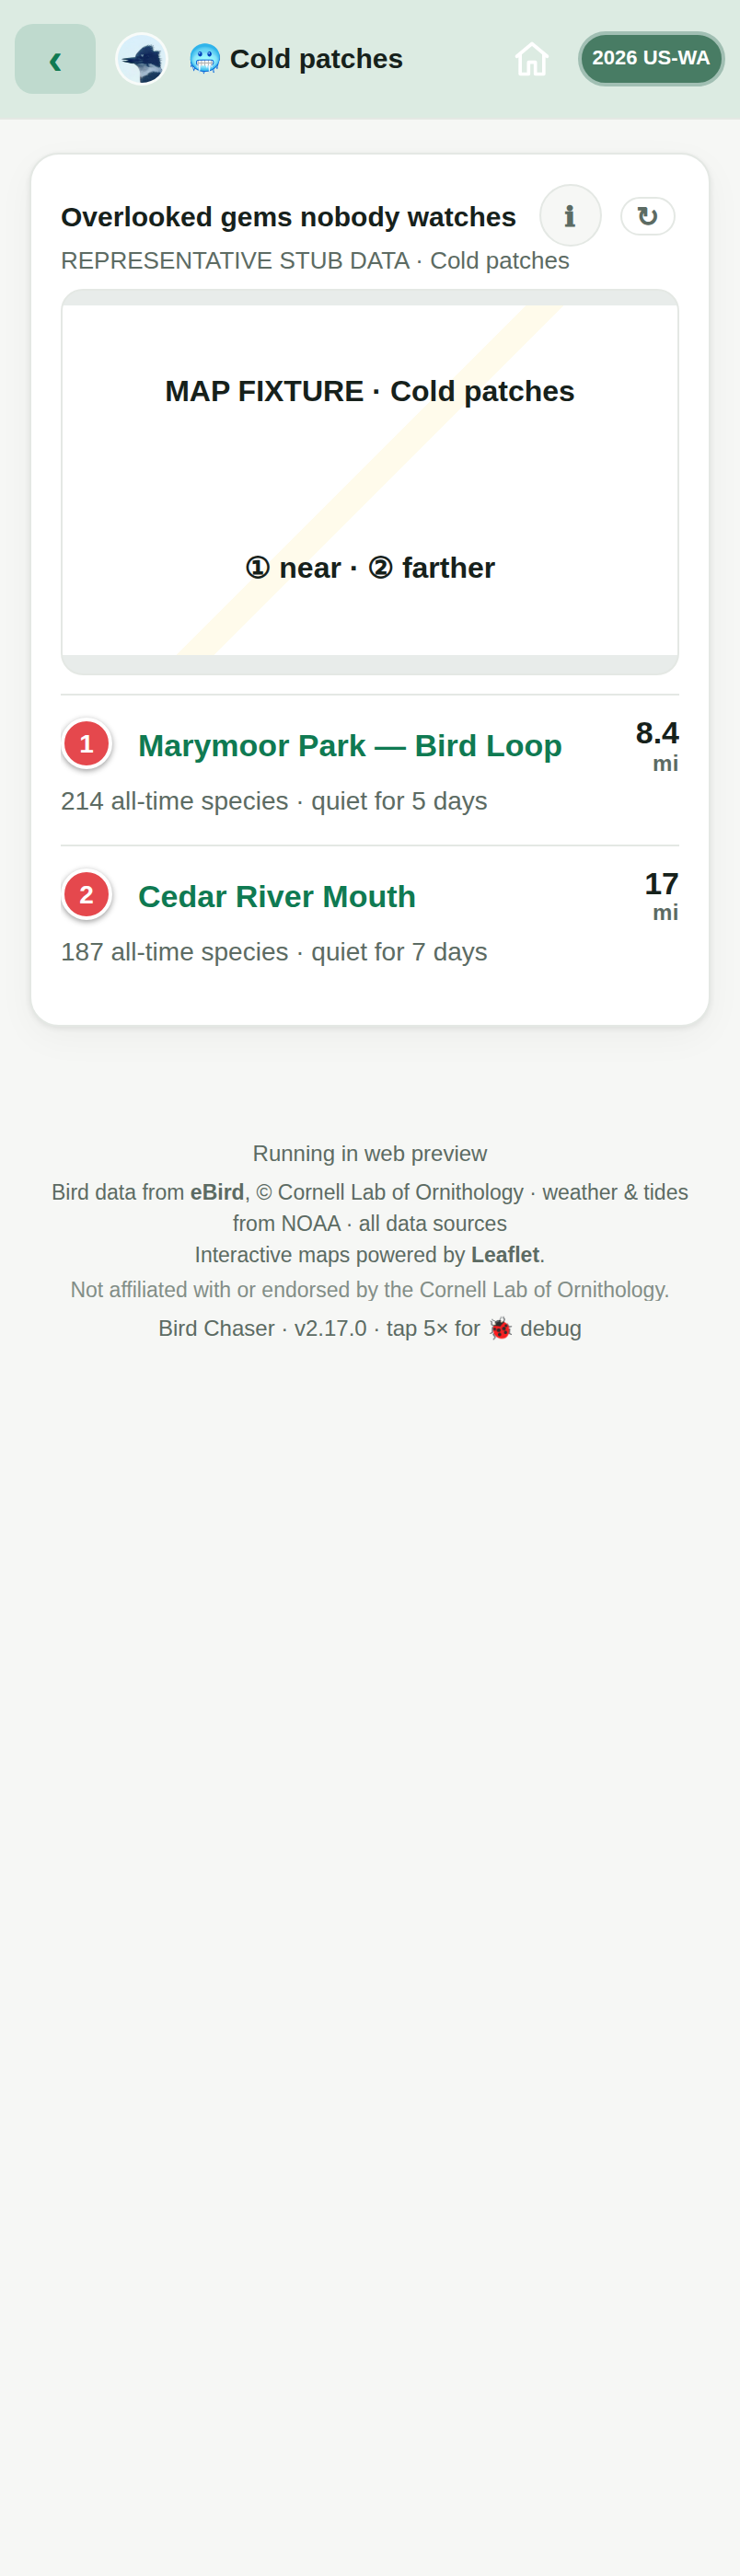 ‹ 🥶 Cold patches 2026 US-WA
Overlooked gems nobody watches ℹ ↻
REPRESENTATIVE STUB DATA · Cold patches
MAP FIXTURE · Cold patches
① near · ② farther
1 Marymoor Park — Bird Loop 8.4 mi
214 all-time species · quiet for 5 days
2 Cedar River Mouth 17 mi
187 all-time species · quiet for 7 days
Running in web preview
Bird data from eBird, © Cornell Lab of Ornithology · weather & tides
from NOAA · all data sources
Interactive maps powered by Leaflet.
Not affiliated with or endorsed by the Cornell Lab of Ornithology.
Bird Chaser · v2.17.0 · tap 5× for 🐞 debug